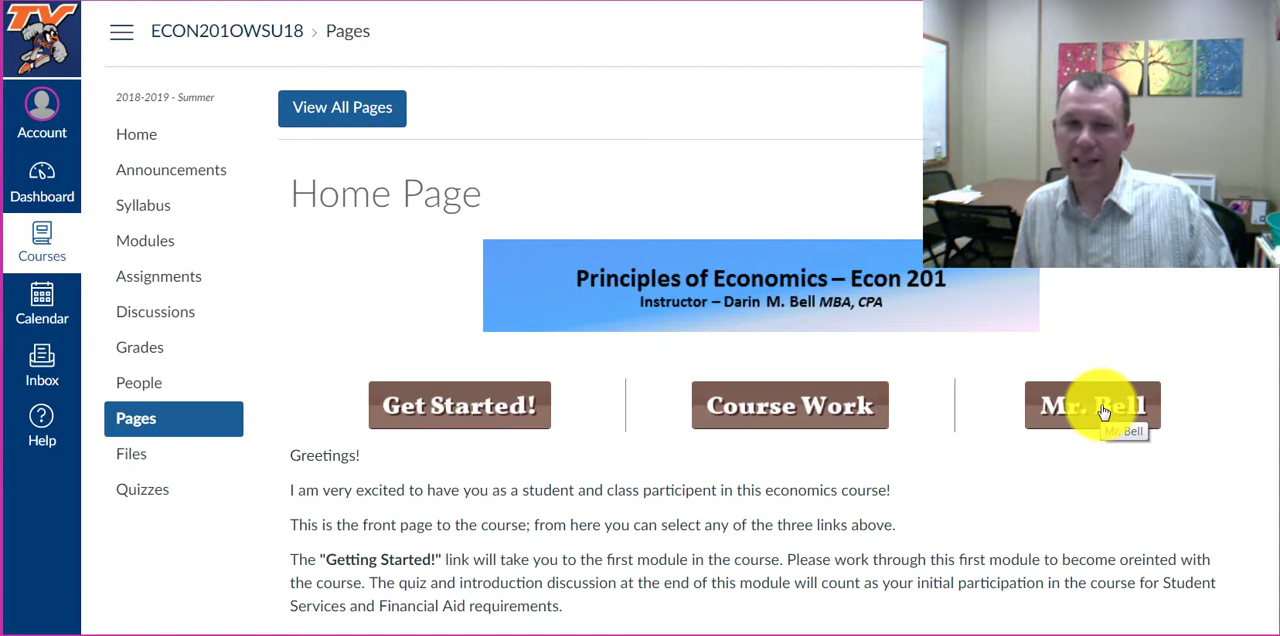 TV
ECON201OWSU18 › Pages
2018-2019 - Summer
View All Pages
Account
Dashboard
Courses
Calendar
Inbox
Help
Home
Announcements
Syllabus
Modules
Assignments
Discussions
Grades
People
Pages
Files
Quizzes
Home Page
Principles of Economics – Econ 201
Instructor – Darin M. Bell MBA, CPA
Get Started!
Course Work
Mr. Bell
Mr. Bell
Greetings!
I am very excited to have you as a student and class participent in this economics course!
This is the front page to the course; from here you can select any of the three links above.
The "Getting Started!" link will take you to the first module in the course. Please work through this first module to become oreinted with
the course. The quiz and introduction discussion at the end of this module will count as your initial participation in the course for Student
Services and Financial Aid requirements.